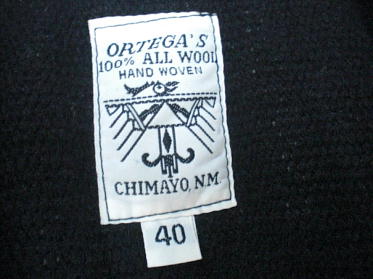 ORTEGA'S
100% ALL WOOL
HAND WOVEN
CHIMAYO, N.M.
40